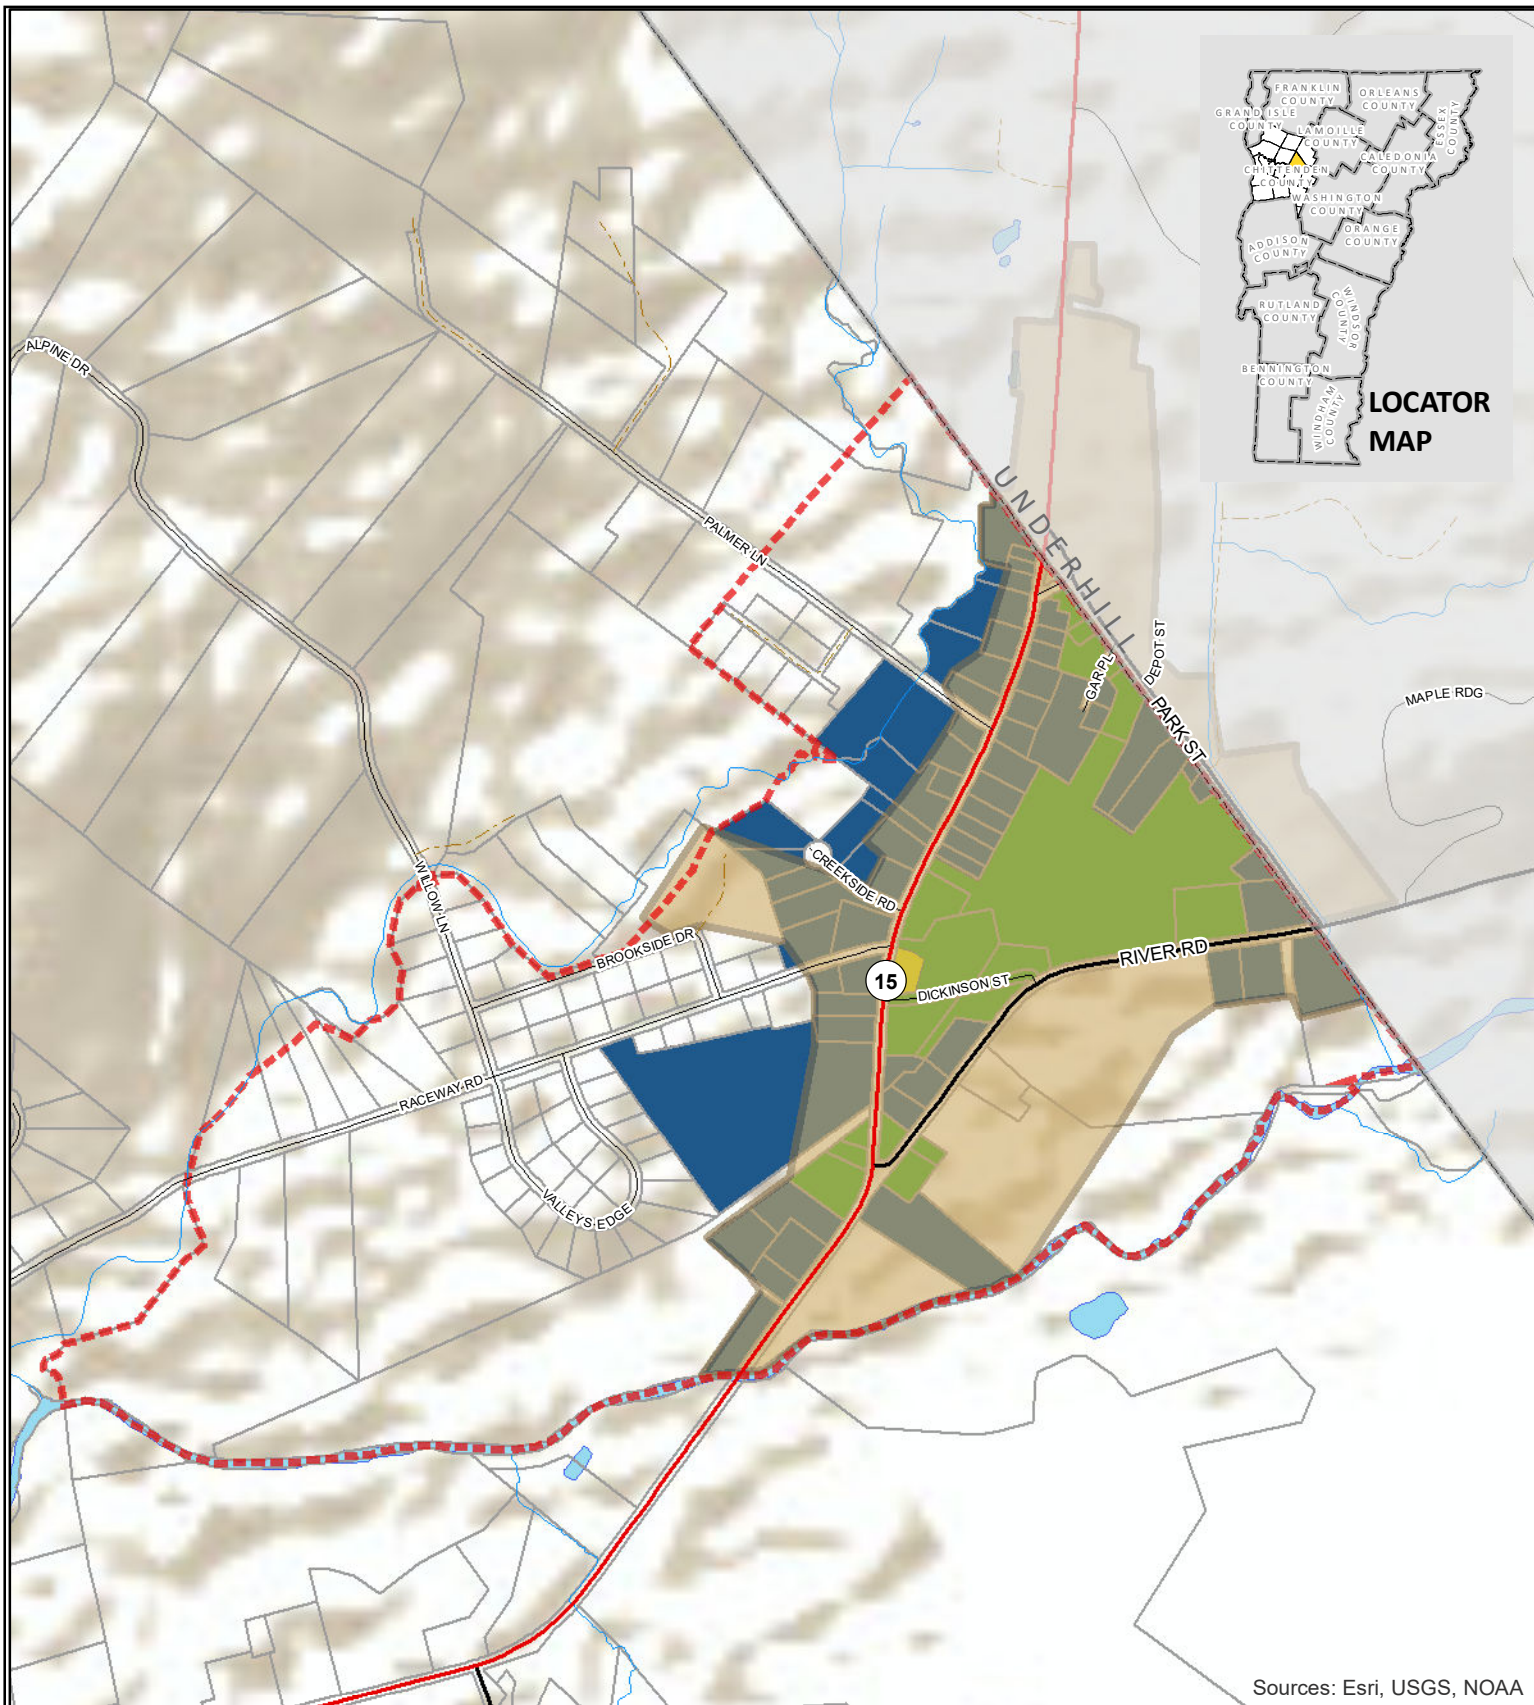 FRANKLIN
COUNTY
ORLEANS
COUNTY
ESSEX
COUNTY
GRAND ISLE
COUNTY
LAMOILLE
COUNTY
CALEDONIA
COUNTY
CHITTENDEN
COUNTY
WASHINGTON
COUNTY
ORANGE
COUNTY
ADDISON
COUNTY
RUTLAND
COUNTY
WINDSOR
COUNTY
BENNINGTON
COUNTY
WINDHAM
COUNTY
LOCATOR
MAP
ALPINE DR
UNDERHILL
PALMER LN
GAR PL
DEPOT ST
PARK ST
MAPLE RDG
WILLOW LN
CREEKSIDE RD
BROOKSIDE DR
RIVER RD
15
DICKINSON ST
RACEWAY RD
VALLEYS EDGE
Sources: Esri, USGS, NOAA